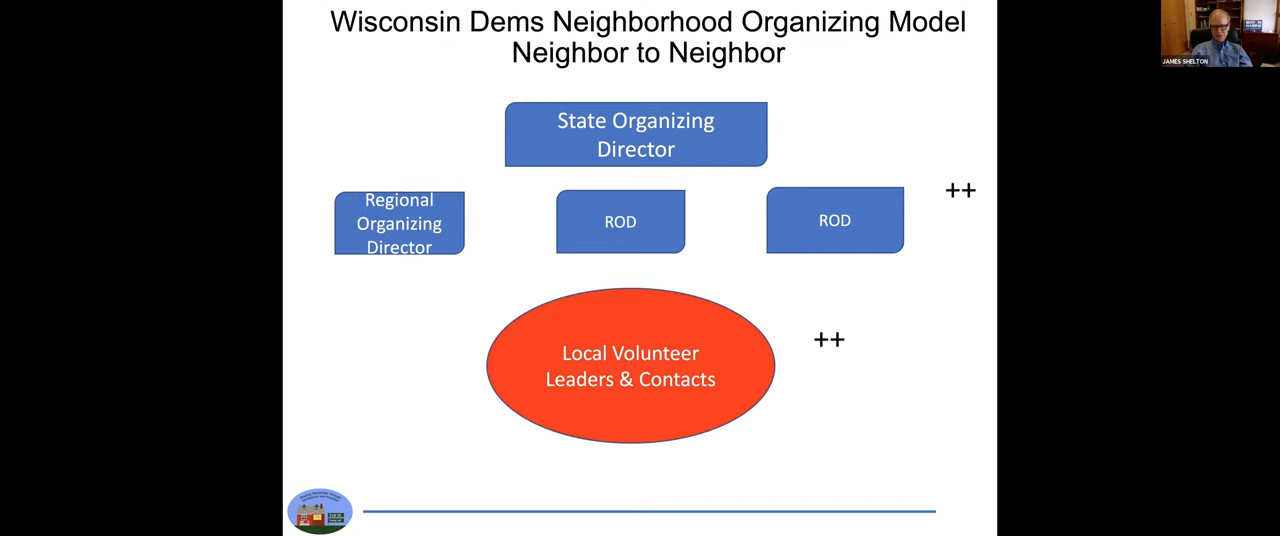 Wisconsin Dems Neighborhood Organizing Model
Neighbor to Neighbor
JAMES SHELTON
State Organizing
Director
++
Regional
Organizing
Director
ROD
ROD
Local Volunteer
Leaders & Contacts
++